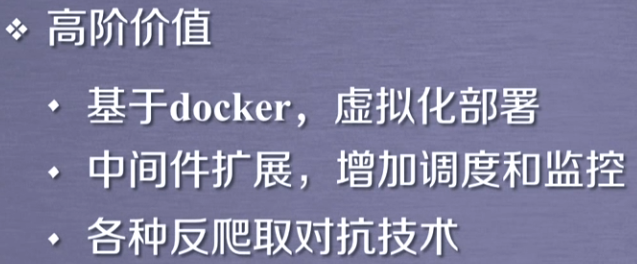 ❖ 高阶价值
• 基于docker，虚拟化部署
• 中间件扩展，增加调度和监控
• 各种反爬取对抗技术